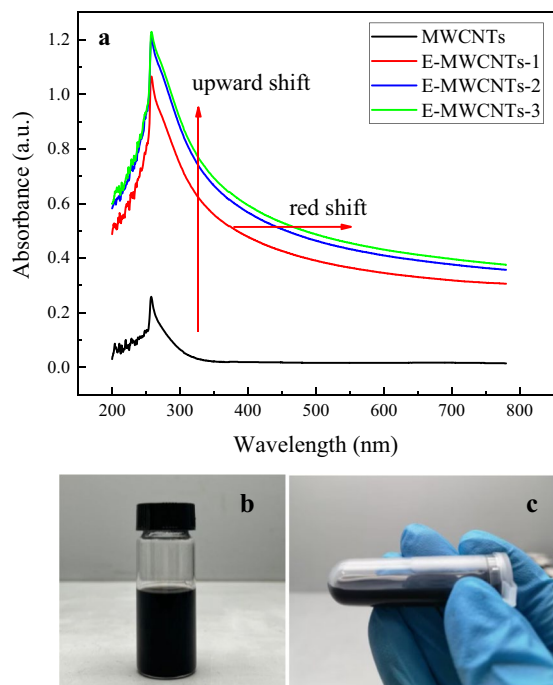 a
MWCNTs
E-MWCNTs-1
E-MWCNTs-2
E-MWCNTs-3
upward shift
red shift
Absorbance (a.u.)
1.2
1.0
0.8
0.6
0.4
0.2
0.0
200 300 400 500 600 700 800
Wavelength (nm)
b
c